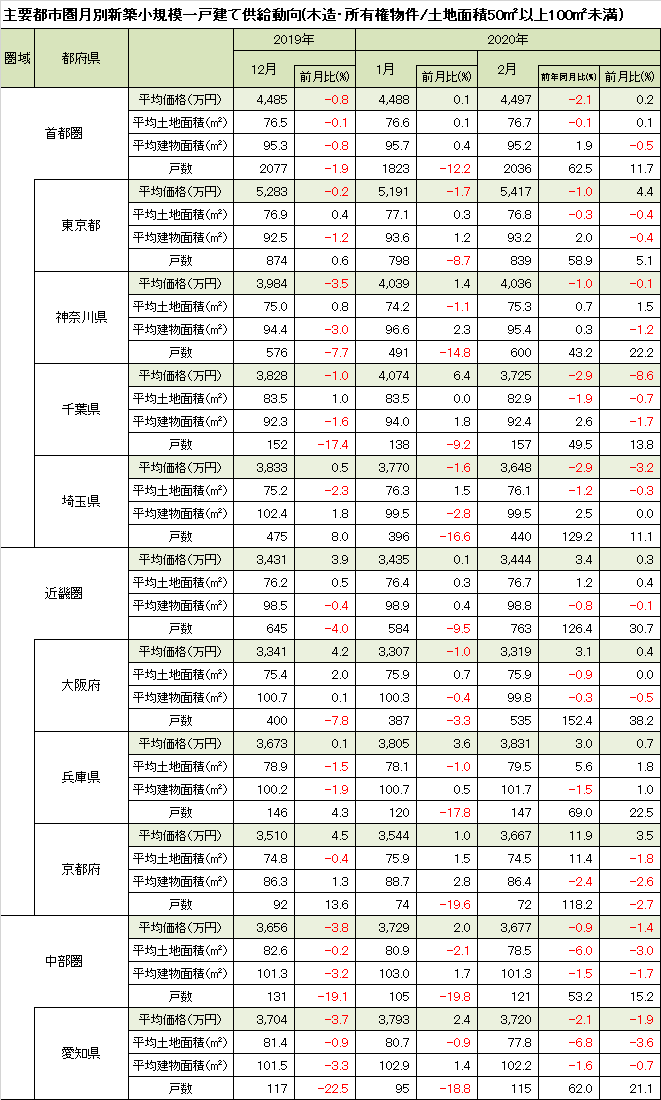 主要都市圏月別新築小規模一戸建て供給動向(木造・所有権物件/土地面積50㎡以上100㎡未満)
圏域 都府県 2019年 2020年
12月 前月比(%) 1月 前月比(%) 2月 前年同月比(%) 前月比(%)
首都圏
平均価格(万円) 4,485 -0.8 4,488 0.1 4,497 -2.1 0.2
平均土地面積(㎡) 76.5 -0.1 76.6 0.1 76.7 -0.1 0.1
平均建物面積(㎡) 95.3 -0.8 95.7 0.4 95.2 1.9 -0.5
戸数 2077 -1.9 1823 -12.2 2036 62.5 11.7
東京都
平均価格(万円) 5,283 -0.2 5,191 -1.7 5,417 -1.0 4.4
平均土地面積(㎡) 76.9 0.4 77.1 0.3 76.8 -0.3 -0.4
平均建物面積(㎡) 92.5 -1.2 93.6 1.2 93.2 2.0 -0.4
戸数 874 0.6 798 -8.7 839 58.9 5.1
神奈川県
平均価格(万円) 3,984 -3.5 4,039 1.4 4,036 -1.0 -0.1
平均土地面積(㎡) 75.0 0.8 74.2 -1.1 75.3 0.7 1.5
平均建物面積(㎡) 94.4 -3.0 96.6 2.3 95.4 0.3 -1.2
戸数 576 -7.7 491 -14.8 600 43.2 22.2
千葉県
平均価格(万円) 3,828 -1.0 4,074 6.4 3,725 -2.9 -8.6
平均土地面積(㎡) 83.5 1.0 83.5 0.0 82.9 -1.9 -0.7
平均建物面積(㎡) 92.3 -1.6 94.0 1.8 92.4 2.6 -1.7
戸数 152 -17.4 138 -9.2 157 49.5 13.8
埼玉県
平均価格(万円) 3,833 0.5 3,770 -1.6 3,648 -2.9 -3.2
平均土地面積(㎡) 75.2 -2.3 76.3 1.5 76.1 -1.2 -0.3
平均建物面積(㎡) 102.4 1.8 99.5 -2.8 99.5 2.5 0.0
戸数 475 8.0 396 -16.6 440 129.2 11.1
近畿圏
平均価格(万円) 3,431 3.9 3,435 0.1 3,444 3.4 0.3
平均土地面積(㎡) 76.2 0.5 76.4 0.3 76.7 1.2 0.4
平均建物面積(㎡) 98.5 -0.4 98.9 0.4 98.8 -0.8 -0.1
戸数 645 -4.0 584 -9.5 763 126.4 30.7
大阪府
平均価格(万円) 3,341 4.2 3,307 -1.0 3,319 3.1 0.4
平均土地面積(㎡) 75.4 2.0 75.9 0.7 75.9 -0.9 0.0
平均建物面積(㎡) 100.7 0.1 100.3 -0.4 99.8 -0.3 -0.5
戸数 400 -7.8 387 -3.3 535 152.4 38.2
兵庫県
平均価格(万円) 3,673 0.1 3,805 3.6 3,831 3.0 0.7
平均土地面積(㎡) 78.9 -1.5 78.1 -1.0 79.5 5.6 1.8
平均建物面積(㎡) 100.2 -1.9 100.7 0.5 101.7 -1.5 1.0
戸数 146 4.3 120 -17.8 147 69.0 22.5
京都府
平均価格(万円) 3,510 4.5 3,544 1.0 3,667 11.9 3.5
平均土地面積(㎡) 74.8 -0.4 75.9 1.5 74.5 11.4 -1.8
平均建物面積(㎡) 86.3 1.3 88.7 2.8 86.4 -2.4 -2.6
戸数 92 13.6 74 -19.6 72 118.2 -2.7
中部圏
平均価格(万円) 3,656 -3.8 3,729 2.0 3,677 -0.9 -1.4
平均土地面積(㎡) 82.6 -0.2 80.9 -2.1 78.5 -6.0 -3.0
平均建物面積(㎡) 101.3 -3.2 103.0 1.7 101.3 -1.5 -1.7
戸数 131 -19.1 105 -19.8 121 53.2 15.2
愛知県
平均価格(万円) 3,704 -3.7 3,793 2.4 3,720 -2.1 -1.9
平均土地面積(㎡) 81.4 -0.9 80.7 -0.9 77.8 -6.8 -3.6
平均建物面積(㎡) 101.5 -3.3 102.9 1.4 102.2 -1.6 -0.7
戸数 117 -22.5 95 -18.8 115 62.0 21.1